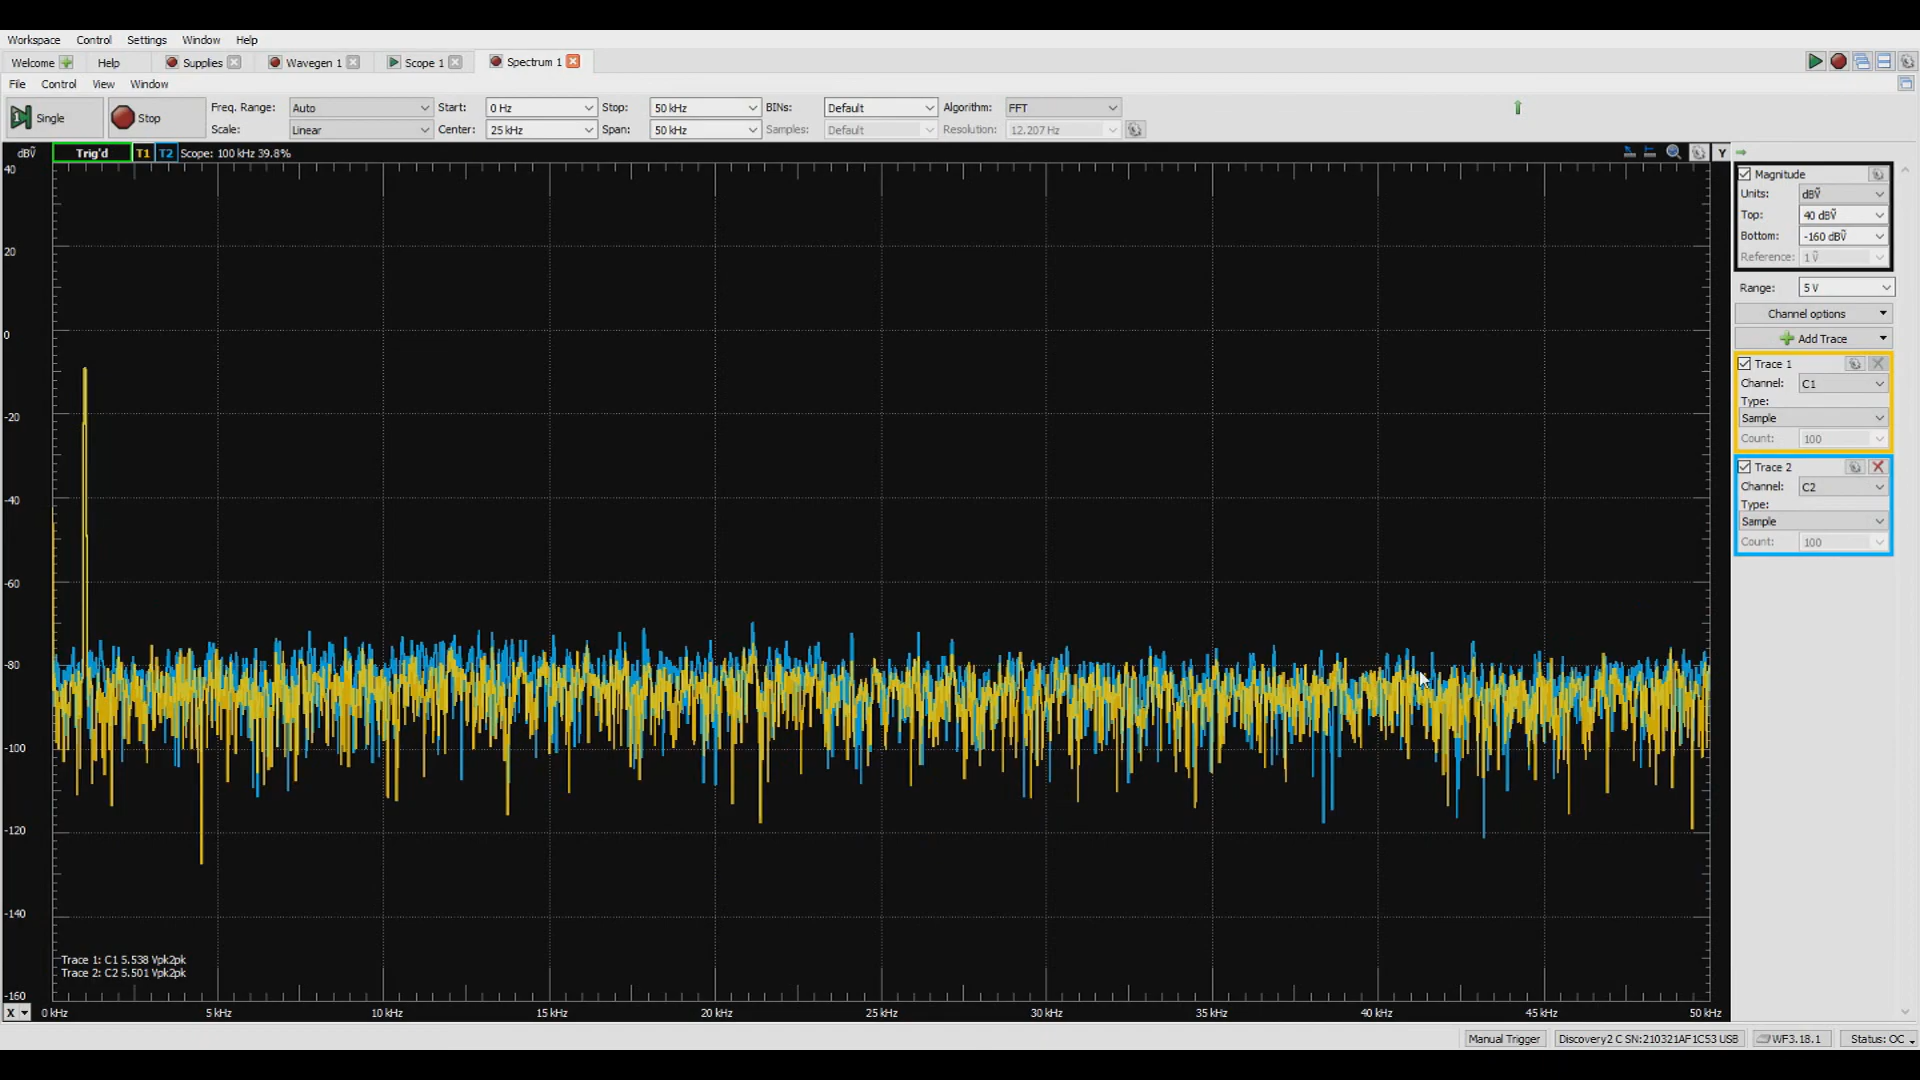 Workspace Control Settings Window Help
Welcome Help Supplies Wavegen 1 Scope 1 Spectrum 1
File Control View Window
Single Stop Freq. Range: Auto Start: 0 Hz Stop: 50 kHz BINs: Default Algorithm: FFT
Scale: Linear Center: 25 kHz Span: 50 kHz Samples: Default Resolution: 12.207 Hz
dBṼ Trig'd T1 T2 Scope: 100 kHz 39.8% Y
40
20
0
-20
-40
-60
-80
-100
-120
-140
-160
Trace 1: C1 5.538 Vpk2pk
Trace 2: C2 5.501 Vpk2pk
X 0 kHz 5 kHz 10 kHz 15 kHz 20 kHz 25 kHz 30 kHz 35 kHz 40 kHz 45 kHz 50 kHz
Magnitude
Units: dBṼ
Top: 40 dBṼ
Bottom: -160 dBṼ
Reference: 1 Ṽ
Range: 5 V
Channel options
Add Trace
Trace 1
Channel: C1
Type:
Sample
Count: 100
Trace 2
Channel: C2
Type:
Sample
Count: 100
Manual Trigger Discovery2 C SN:210321AF1C53 USB WF3.18.1 Status: OC